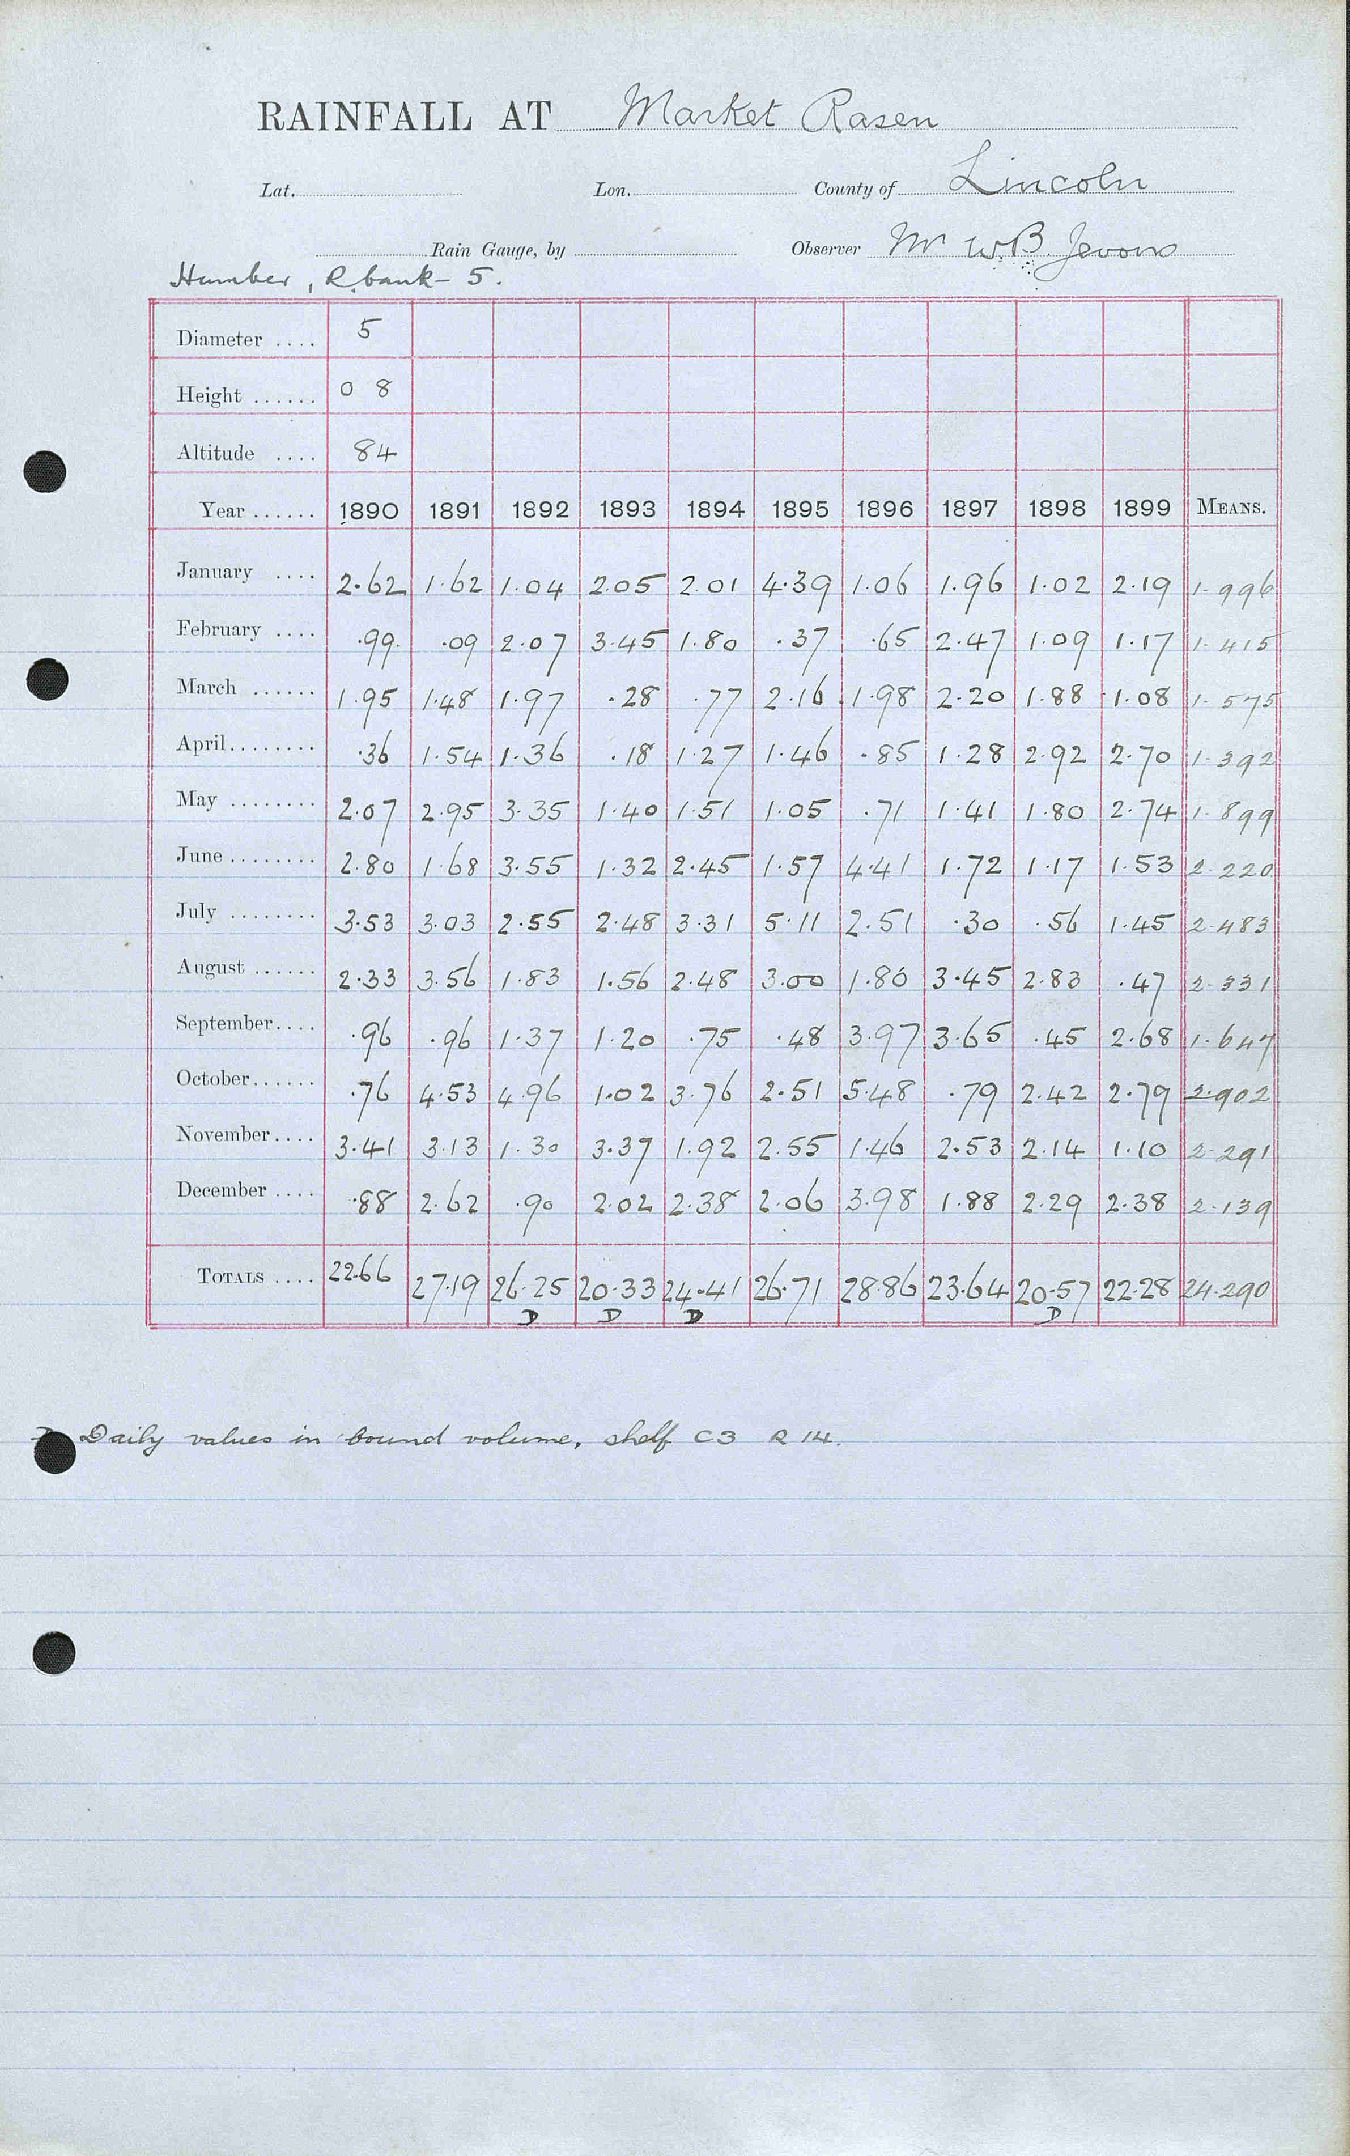 RAINFALL AT Market Rasen
Lat. Lon. County of Lincoln
Rain Gauge, by Observer Mr W.B. Jevons
Humber, R. bank - 5.
Diameter .... 5
Height ...... 0 8
Altitude .... 84
Year ...... 1890 1891 1892 1893 1894 1895 1896 1897 1898 1899 MEANS.
January .... 2.62 1.62 1.04 2.05 2.01 4.39 1.06 1.96 1.02 2.19 1.996
February .... .99 .09 2.07 3.45 1.80 .37 .65 2.47 1.09 1.17 1.415
March ...... 1.95 1.48 1.97 .28 .77 2.16 1.98 2.20 1.88 1.08 1.575
April........ .36 1.54 1.36 .18 1.27 1.46 .85 1.28 2.92 2.70 1.392
May ........ 2.07 2.95 3.35 1.40 1.51 1.05 .71 1.41 1.80 2.74 1.899
June ........ 2.80 1.68 3.55 1.32 2.45 1.57 4.41 1.72 1.17 1.53 2.220
July ........ 3.53 3.03 2.55 2.48 3.31 5.11 2.51 .30 .56 1.45 2.483
August ...... 2.33 3.56 1.83 1.56 2.48 3.00 1.80 3.45 2.83 .47 2.331
September.... .96 .96 1.37 1.20 .75 .48 3.97 3.65 .45 2.68 1.647
October...... .76 4.53 4.96 1.02 3.76 2.51 5.48 .79 2.42 2.79 2.902
November.... 3.41 3.13 1.30 3.37 1.92 2.55 1.46 2.53 2.14 1.10 2.291
December .... .88 2.62 .90 2.02 2.38 2.06 3.98 1.88 2.29 2.38 2.139
TOTALS .... 22.66 27.19 26.25 20.33 24.41 26.71 28.86 23.64 20.57 22.28 24.290
D D D D
Daily values in bound volume, shelf C3 R 14.